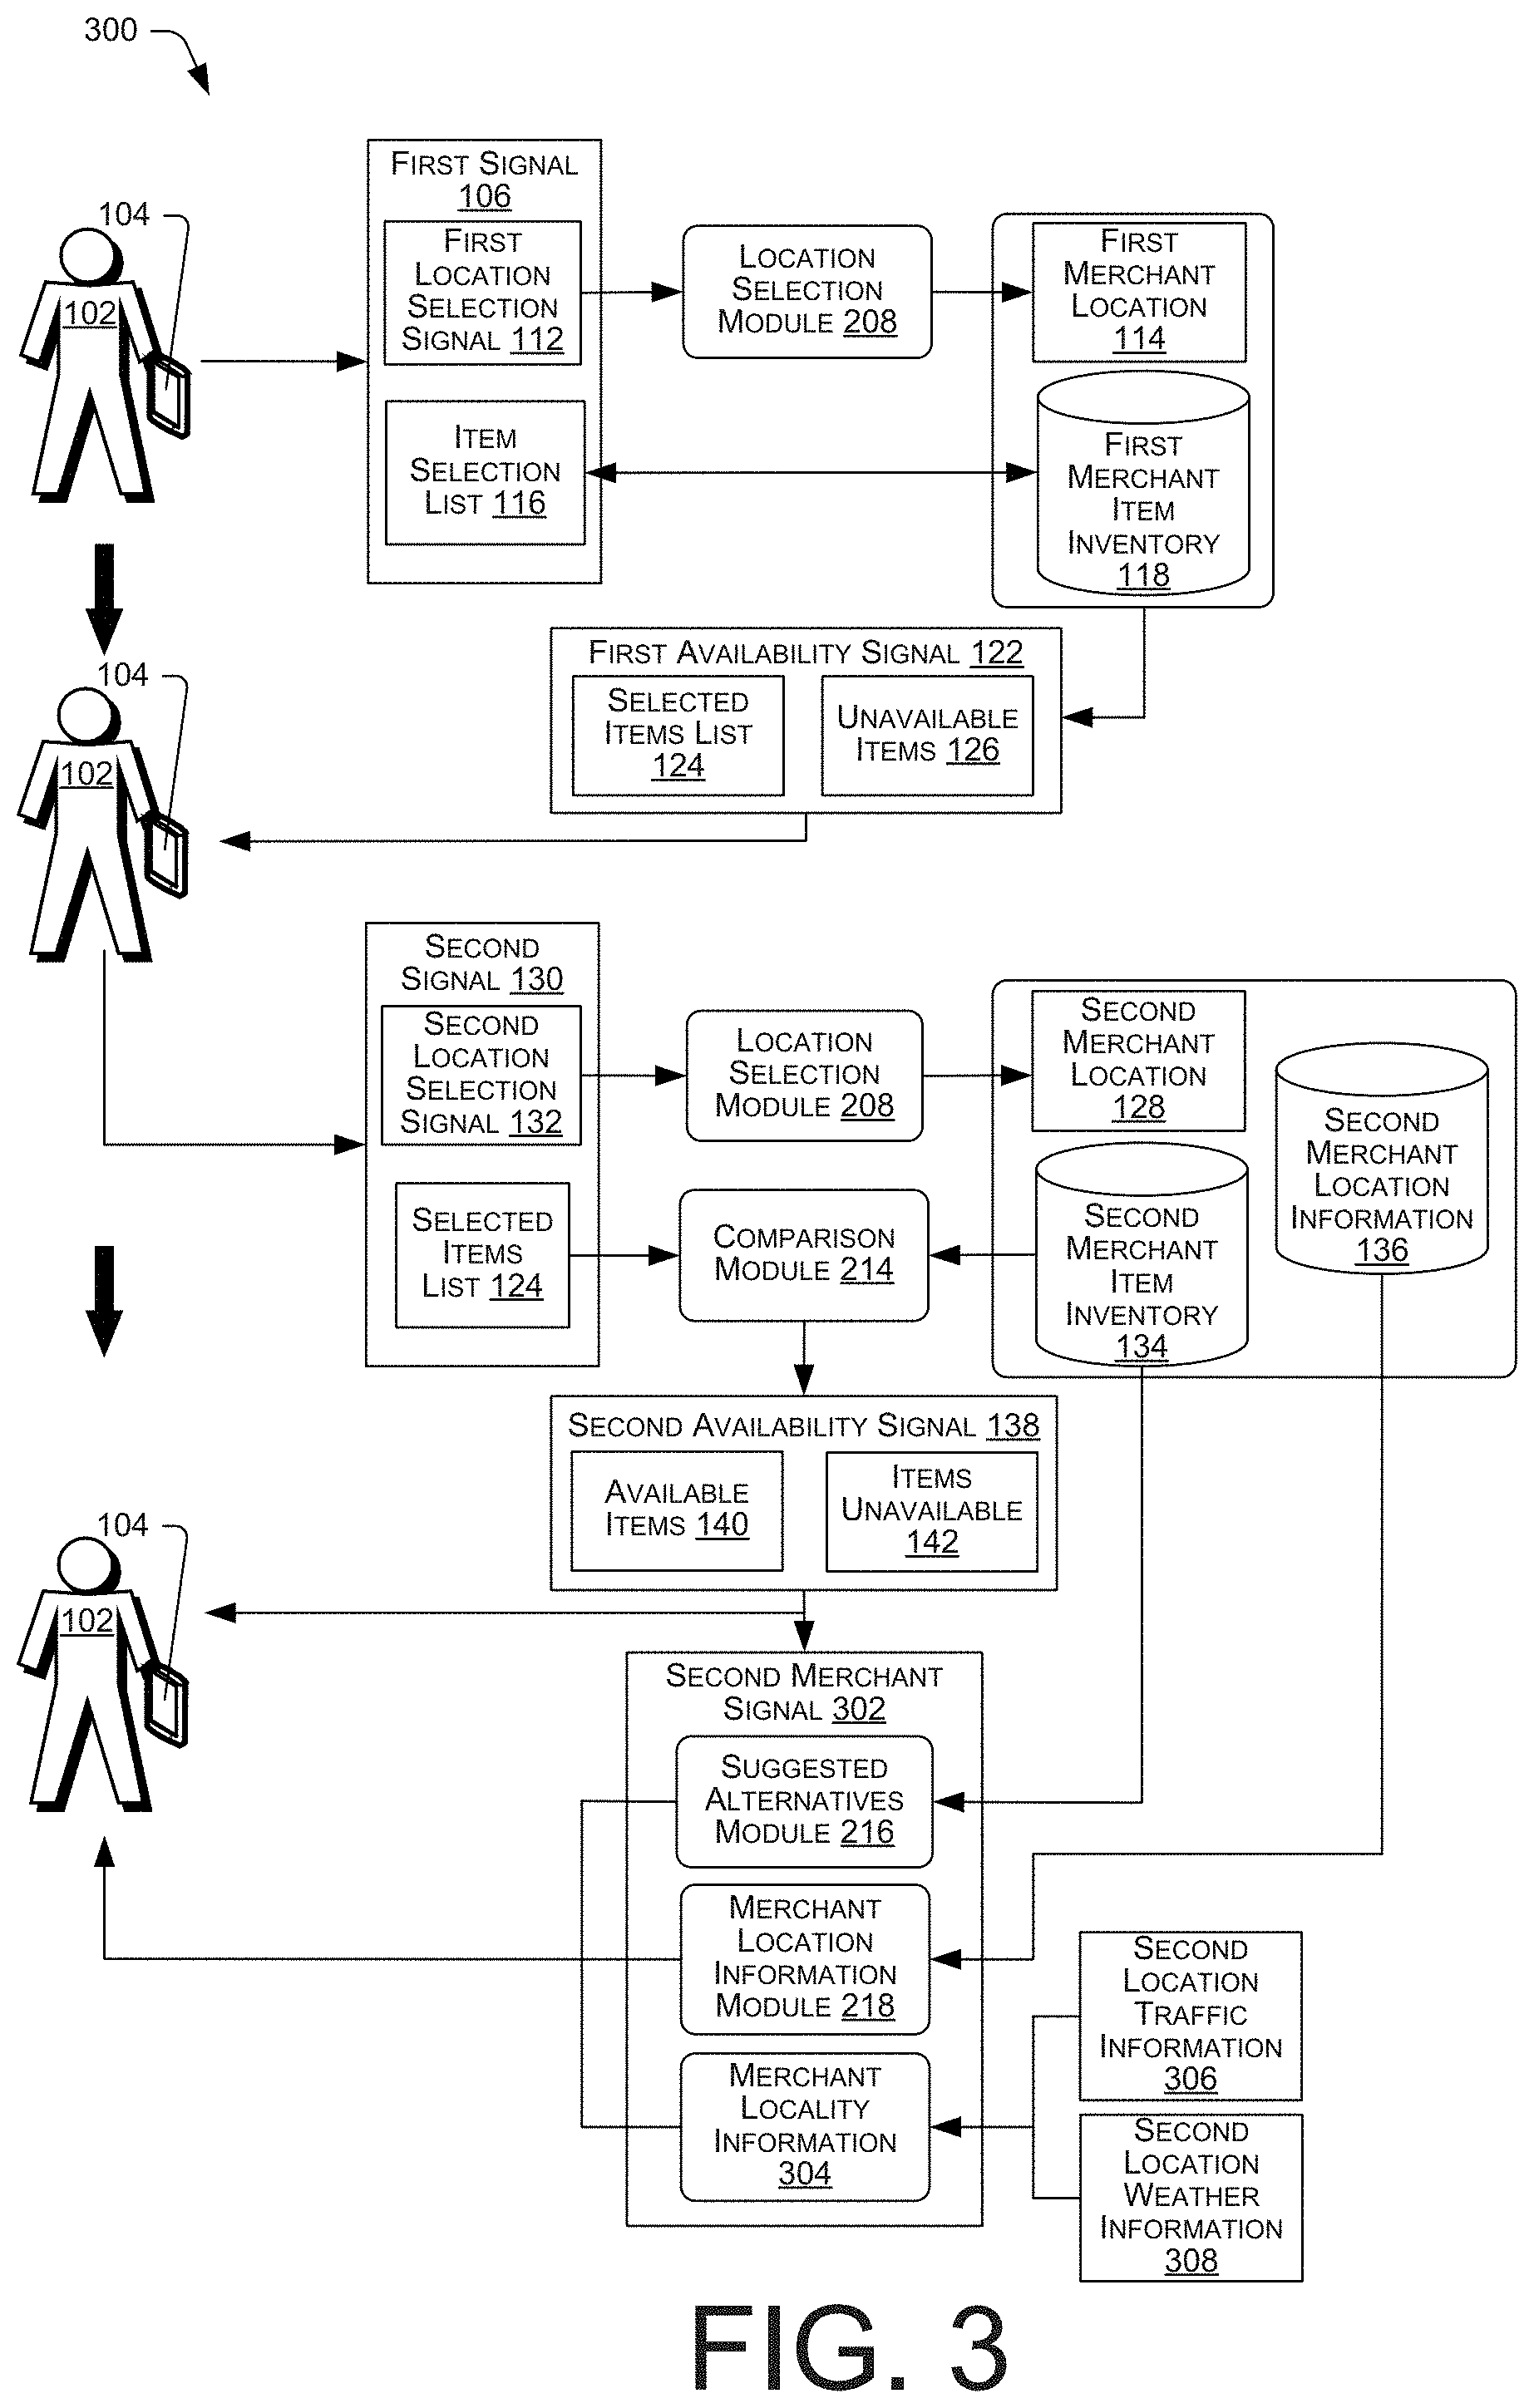 300
104
102
FIRST SIGNAL
106
FIRST
LOCATION
SELECTION
SIGNAL 112
LOCATION
SELECTION
MODULE 208
FIRST
MERCHANT
LOCATION
114
ITEM
SELECTION
LIST 116
FIRST
MERCHANT
ITEM
INVENTORY
118
104
102
FIRST AVAILABILITY SIGNAL 122
SELECTED
ITEMS LIST
124
UNAVAILABLE
ITEMS 126
SECOND
SIGNAL 130
SECOND
LOCATION
SELECTION
SIGNAL 132
LOCATION
SELECTION
MODULE 208
SECOND
MERCHANT
LOCATION
128
SECOND
MERCHANT
LOCATION
INFORMATION
136
SELECTED
ITEMS
LIST 124
COMPARISON
MODULE 214
SECOND
MERCHANT
ITEM
INVENTORY
134
SECOND AVAILABILITY SIGNAL 138
AVAILABLE
ITEMS 140
ITEMS
UNAVAILABLE
142
104
102
SECOND MERCHANT
SIGNAL 302
SUGGESTED
ALTERNATIVES
MODULE 216
MERCHANT
LOCATION
INFORMATION
MODULE 218
MERCHANT
LOCALITY
INFORMATION
304
SECOND
LOCATION
TRAFFIC
INFORMATION
306
SECOND
LOCATION
WEATHER
INFORMATION
308
FIG. 3